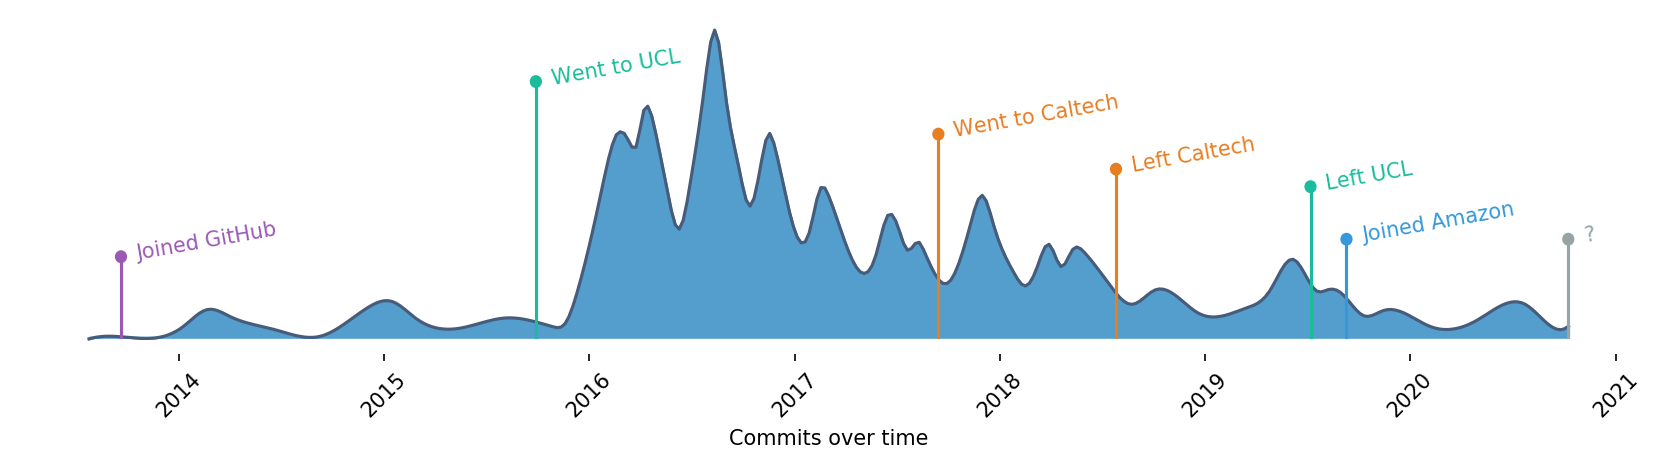 Went to UCL
Went to Caltech
Left Caltech
Left UCL
Joined Amazon
Joined GitHub
?
2014
2015
2016
2017
2018
2019
2020
2021
Commits over time